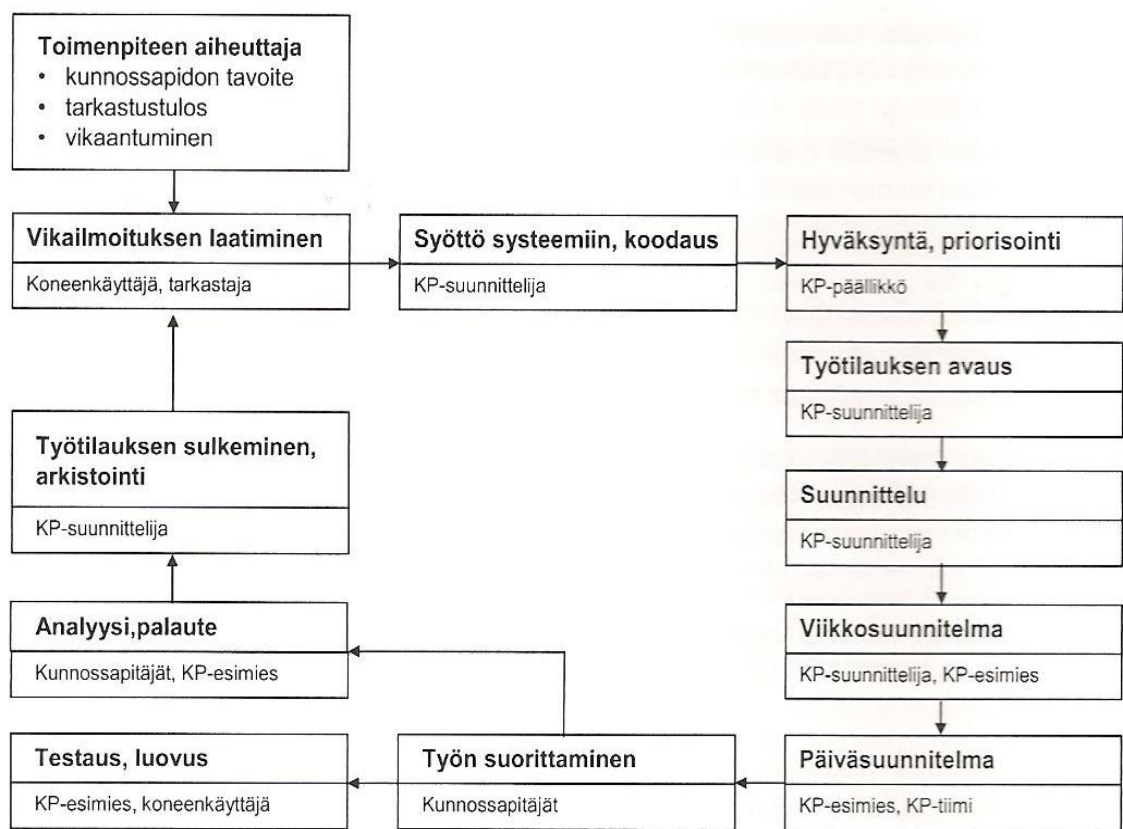 Toimenpiteen aiheuttaja
• kunnossapidon tavoite
• tarkastustulos
• vikaantuminen
Vikailmoituksen laatiminen
Koneenkäyttäjä, tarkastaja
Syöttö systeemiin, koodaus
KP-suunnittelija
Hyväksyntä, priorisointi
KP-päällikkö
Työtilauksen avaus
KP-suunnittelija
Suunnittelu
KP-suunnittelija
Viikkosuunnitelma
KP-suunnittelija, KP-esimies
Päiväsuunnitelma
KP-esimies, KP-tiimi
Työn suorittaminen
Kunnossapitäjät
Testaus, luovus
KP-esimies, koneenkäyttäjä
Analyysi,palaute
Kunnossapitäjät, KP-esimies
Työtilauksen sulkeminen,
arkistointi
KP-suunnittelija